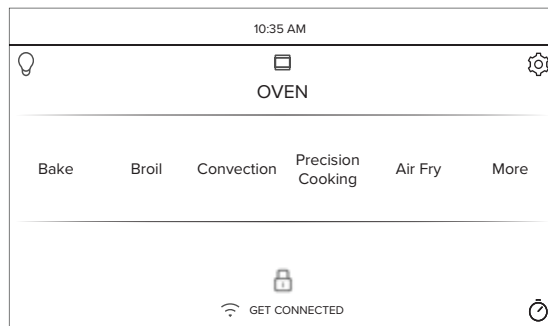 10:35 AM
OVEN
Bake
Broil
Convection
Precision
Cooking
Air Fry
More
GET CONNECTED